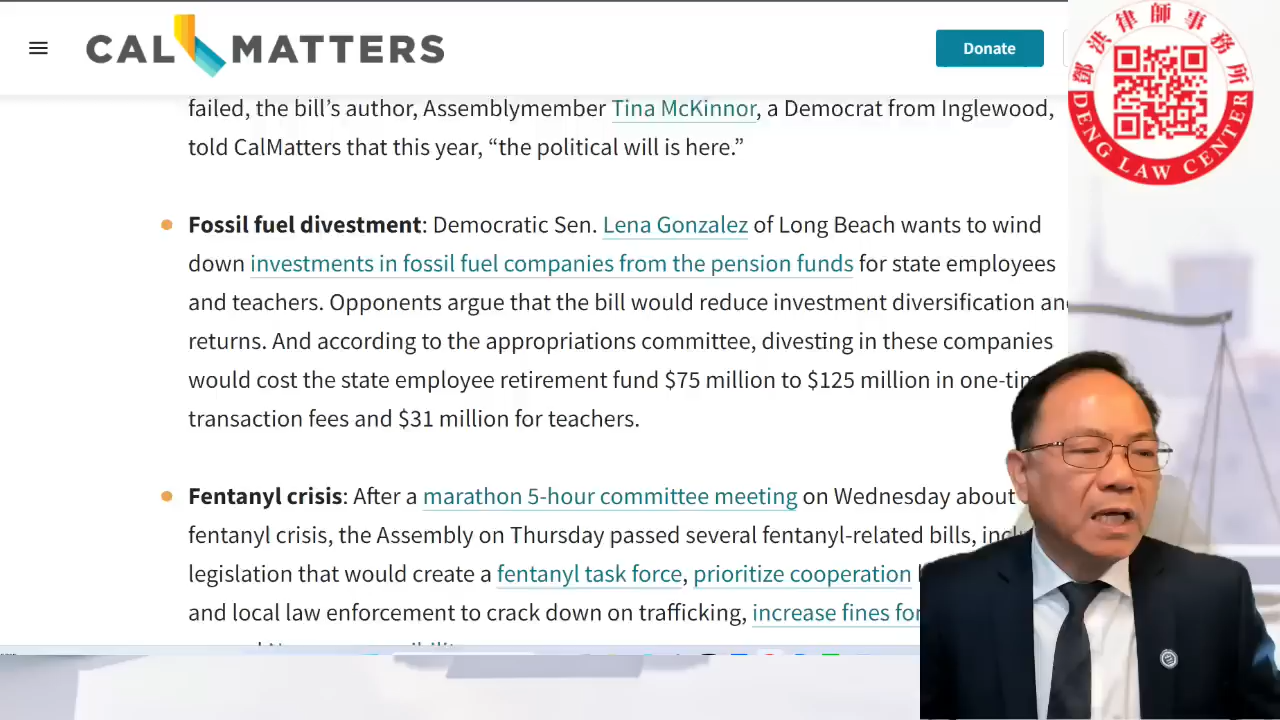 CAL MATTERS
Donate
failed, the bill’s author, Assemblymember Tina McKinnor, a Democrat from Inglewood,
told CalMatters that this year, “the political will is here.”
Fossil fuel divestment: Democratic Sen. Lena Gonzalez of Long Beach wants to wind
down investments in fossil fuel companies from the pension funds for state employees
and teachers. Opponents argue that the bill would reduce investment diversification and
returns. And according to the appropriations committee, divesting in these companies
would cost the state employee retirement fund $75 million to $125 million in one-tim
transaction fees and $31 million for teachers.
Fentanyl crisis: After a marathon 5-hour committee meeting on Wednesday about
fentanyl crisis, the Assembly on Thursday passed several fentanyl-related bills,
legislation that would create a fentanyl task force, prioritize cooperation
and local law enforcement to crack down on trafficking, increase fines for
鄧洪律師事務所
DENG LAW CENTER